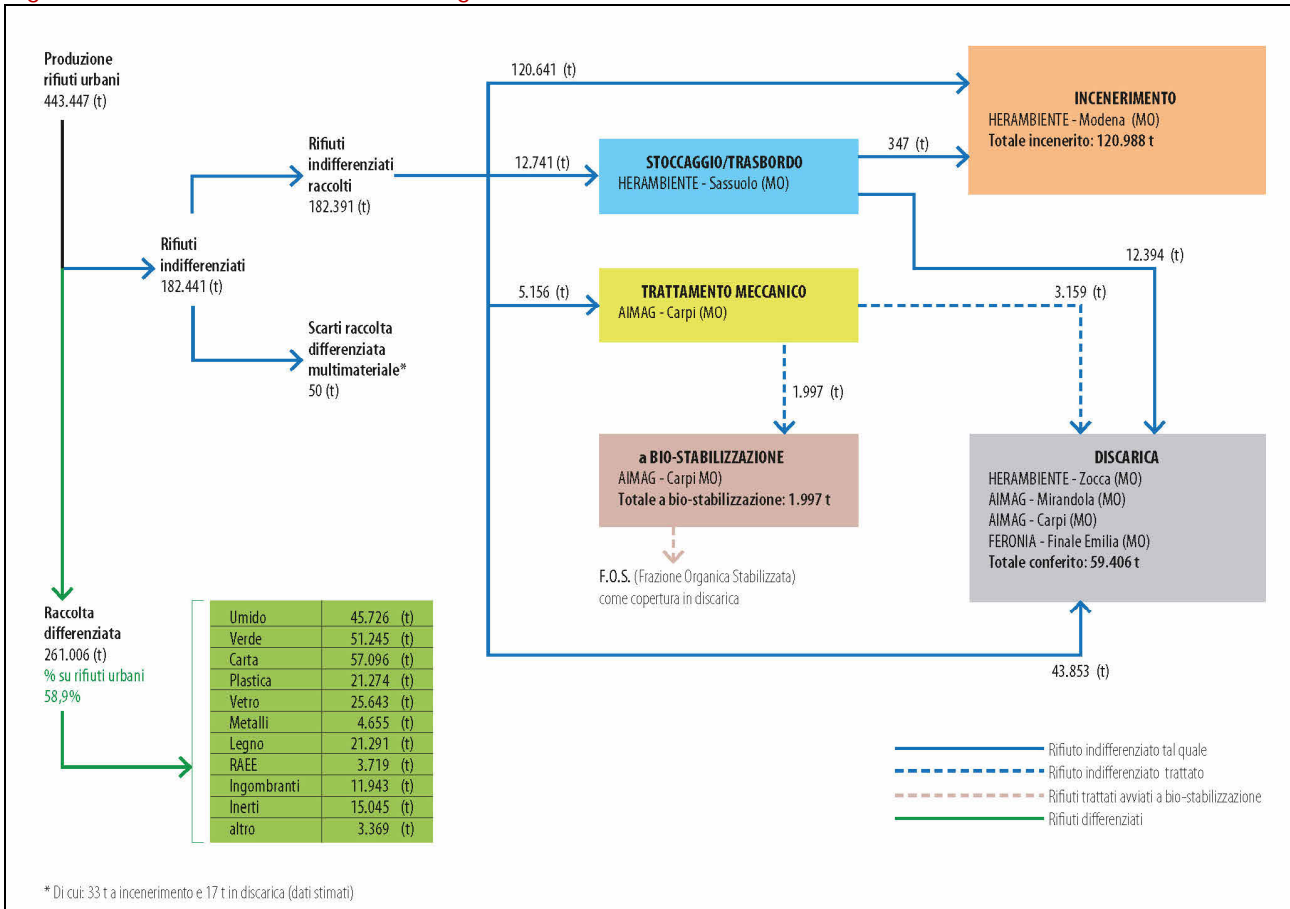 Produzione
rifiuti urbani
443.447 (t)
Rifiuti
indifferenziati
182.441 (t)
Rifiuti
indifferenziati
raccolti
182.391 (t)
Scarti raccolta
differenziata
multimateriale*
50 (t)
120.641 (t)
12.741 (t)
5.156 (t)
STOCCAGGIO/TRASBORDO
HERAMBIENTE - Sassuolo (MO)
347 (t)
INCENERIMENTO
HERAMBIENTE - Modena (MO)
Totale incenerito: 120.988 t
12.394 (t)
TRATTAMENTO MECCANICO
AIMAG - Carpi (MO)
3.159 (t)
1.997 (t)
a BIO-STABILIZZAZIONE
AIMAG - Carpi MO)
Totale a bio-stabilizzazione: 1.997 t
F.O.S. (Frazione Organica Stabilizzata)
come copertura in discarica
DISCARICA
HERAMBIENTE - Zocca (MO)
AIMAG - Mirandola (MO)
AIMAG - Carpi (MO)
FERONIA - Finale Emilia (MO)
Totale conferito: 59.406 t
43.853 (t)
Raccolta
differenziata
261.006 (t)
% su rifiuti urbani
58,9%
Umido 45.726 (t)
Verde 51.245 (t)
Carta 57.096 (t)
Plastica 21.274 (t)
Vetro 25.643 (t)
Metalli 4.655 (t)
Legno 21.291 (t)
RAEE 3.719 (t)
Ingombranti 11.943 (t)
Inerti 15.045 (t)
altro 3.369 (t)
Rifiuto indifferenziato tal quale
Rifiuto indifferenziato trattato
Rifiuti trattati avviati a bio-stabilizzazione
Rifiuti differenziati
* Di cui: 33 t a incenerimento e 17 t in discarica (dati stimati)